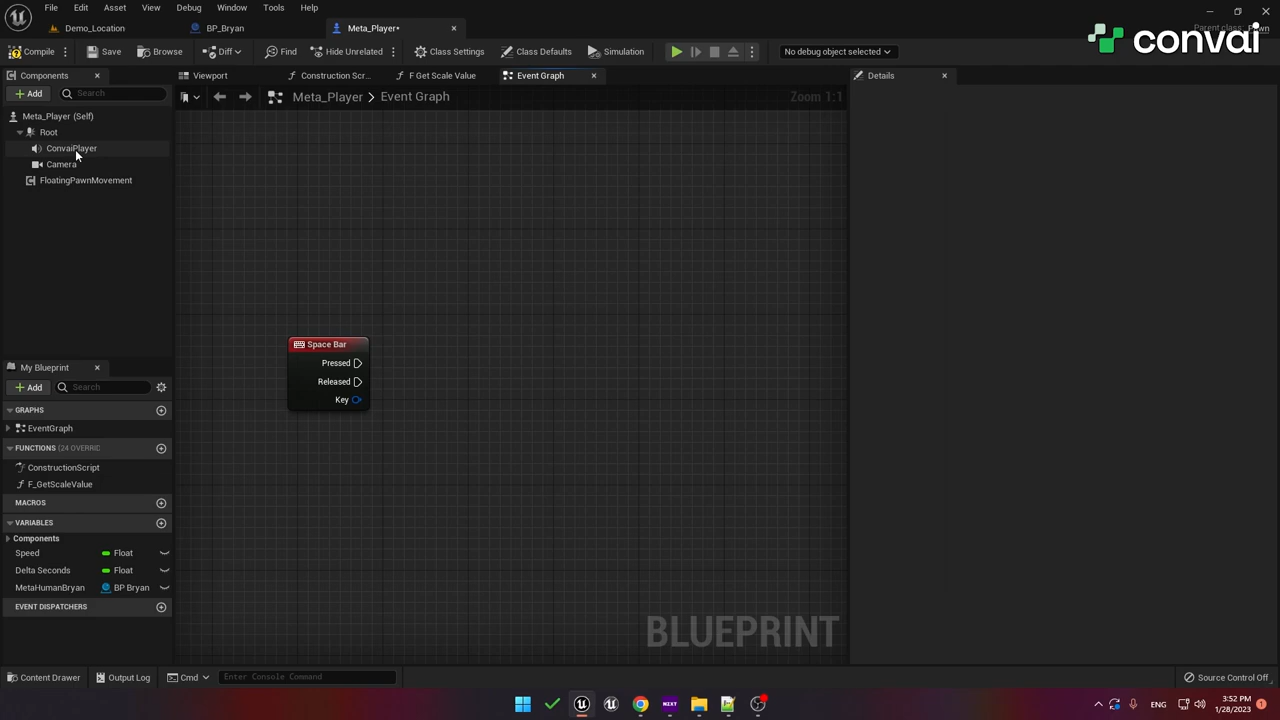 File Edit Asset View Debug Window Tools Help
Demo_Location BP_Bryan Meta_Player*
convai
Compile Save Browse Diff Find Hide Unrelated Class Settings Class Defaults Simulation No debug object selected
Components Viewport Construction Scr... F Get Scale Value Event Graph Details
Add Search Meta_Player > Event Graph Zoom 1:1
Meta_Player (Self)
Root
ConvaiPlayer
Camera
FloatingPawnMovement
Space Bar
Pressed
Released
Key
My Blueprint
Add Search
GRAPHS
EventGraph
FUNCTIONS (24 OVERRID
ConstructionScript
F_GetScaleValue
MACROS
VARIABLES
Components
Speed Float
Delta Seconds Float
MetaHumanBryan BP Bryan
EVENT DISPATCHERS
BLUEPRINT
Content Drawer Output Log Cmd Enter Console Command Source Control Off
ENG 3:52 PM
1/28/2023